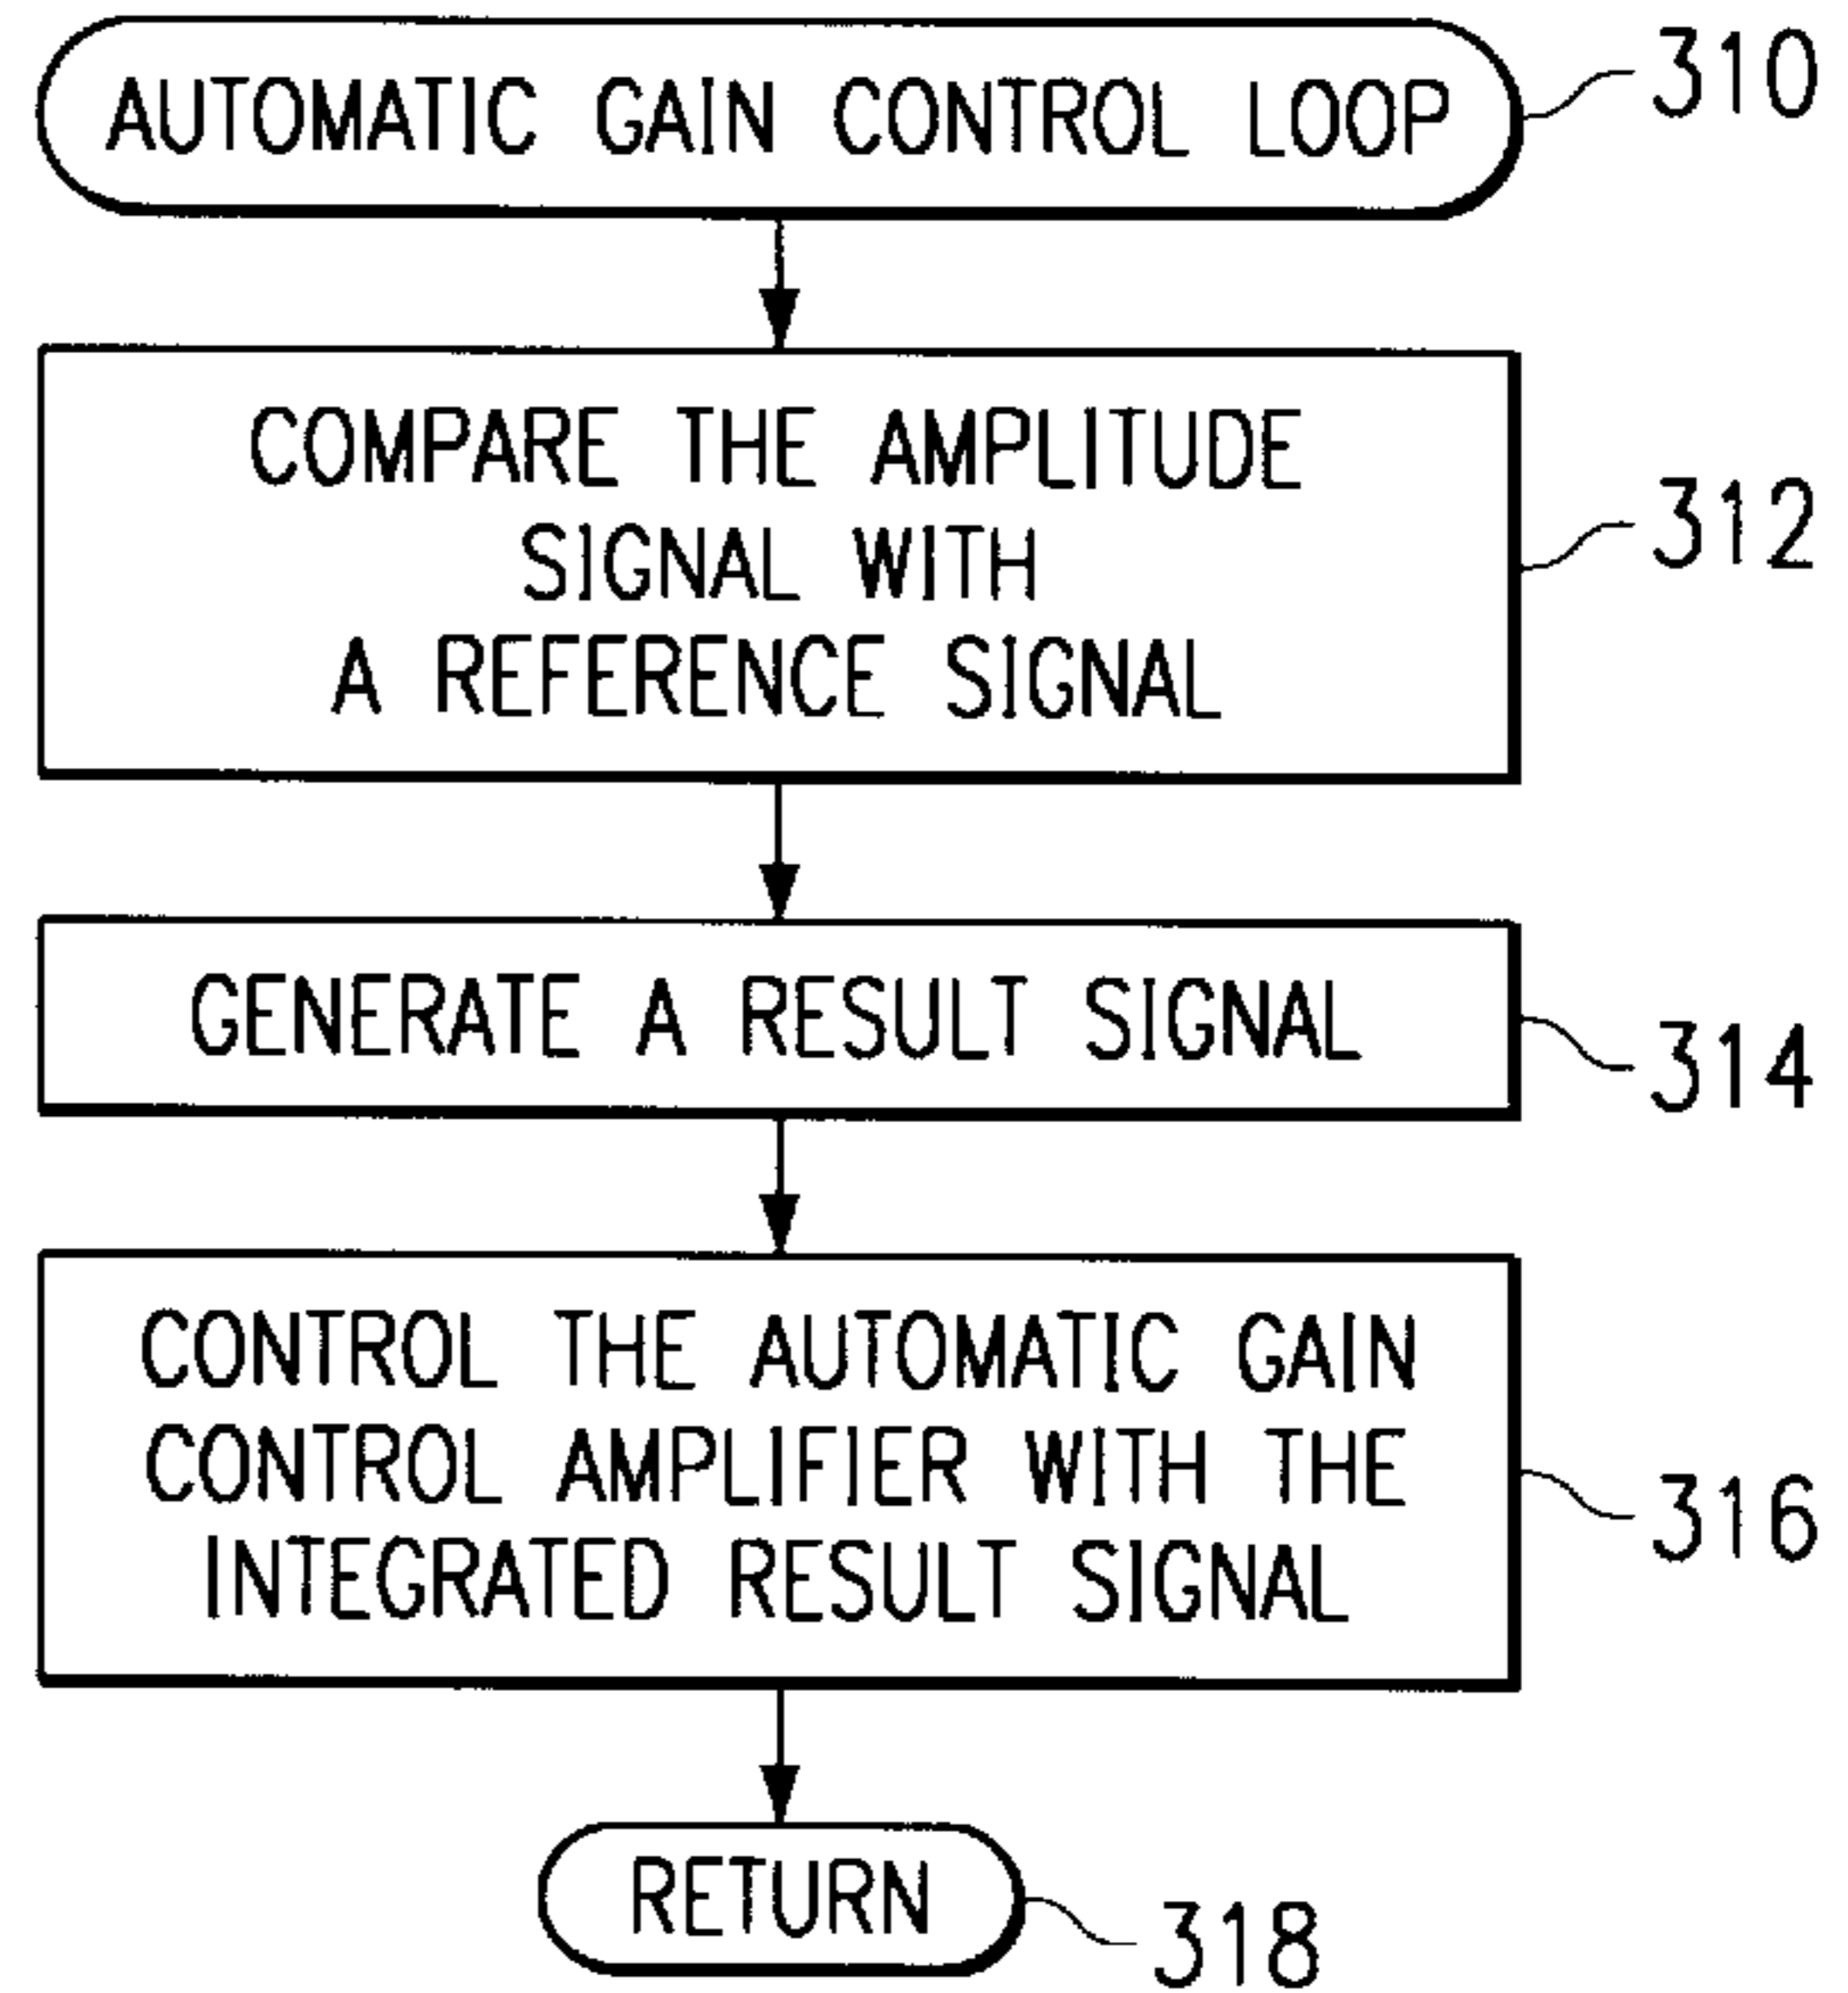 AUTOMATIC GAIN CONTROL LOOP
310
COMPARE THE AMPLITUDE
SIGNAL WITH
A REFERENCE SIGNAL
312
GENERATE A RESULT SIGNAL
314
CONTROL THE AUTOMATIC GAIN
CONTROL AMPLIFIER WITH THE
INTEGRATED RESULT SIGNAL
316
RETURN
318